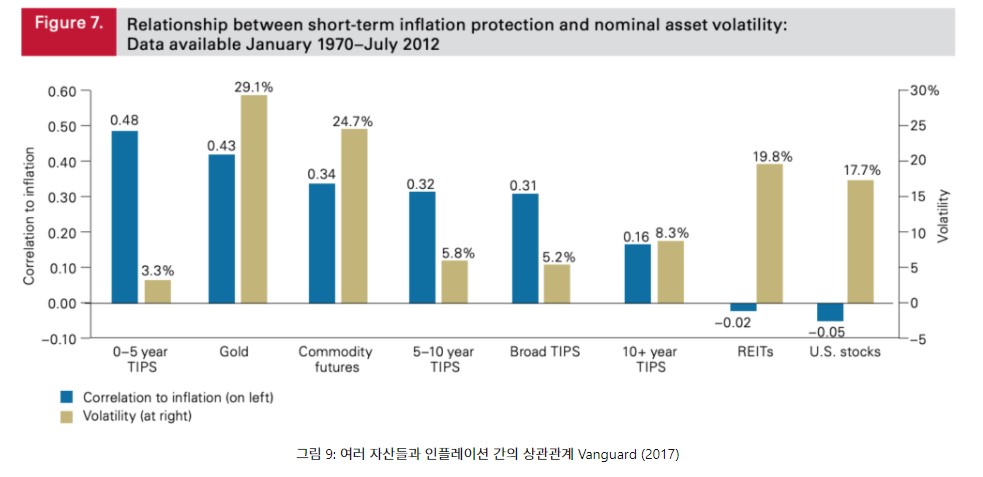 Figure 7.
Relationship between short-term inflation protection and nominal asset volatility:
Data available January 1970–July 2012
Correlation to inflation
0.60
0.50
0.40
0.30
0.20
0.10
0.00
−0.10
0.48
3.3%
0.43
29.1%
0.34
24.7%
0.32
5.8%
0.31
5.2%
0.16
8.3%
−0.02
19.8%
−0.05
17.7%
30%
25
20
15
10
5
0
−5
Volatility
0–5 year
TIPS
Gold
Commodity
futures
5–10 year
TIPS
Broad TIPS
10+ year
TIPS
REITs
U.S. stocks
Correlation to inflation (on left)
Volatility (at right)
그림 9: 여러 자산들과 인플레이션 간의 상관관계 Vanguard (2017)